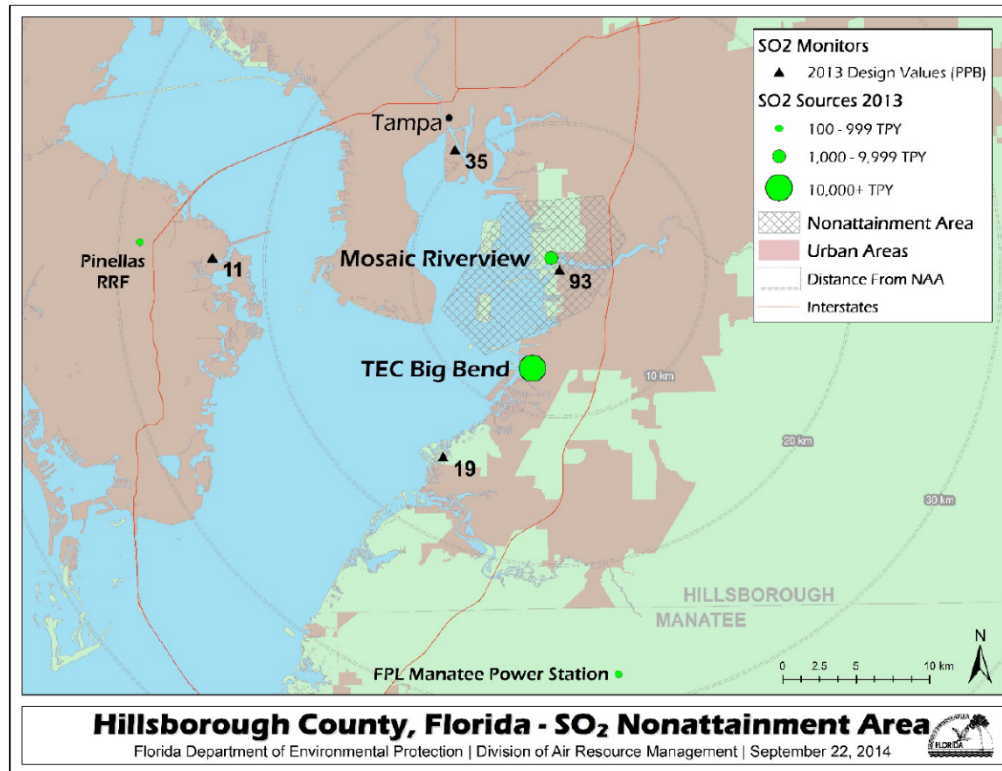 SO2 Monitors
2013 Design Values (PPB)
SO2 Sources 2013
100 - 999 TPY
1,000 - 9,999 TPY
10,000+ TPY
Nonattainment Area
Urban Areas
Distance From NAA
Interstates
Tampa
35
Pinellas
RRF
11
Mosaic Riverview
93
TEC Big Bend
10 km
20 km
19
30 km
HILLSBOROUGH
MANATEE
FPL Manatee Power Station
N
0 2.5 5 10 km
Hillsborough County, Florida - SO₂ Nonattainment Area
Florida Department of Environmental Protection | Division of Air Resource Management | September 22, 2014
FLORIDA